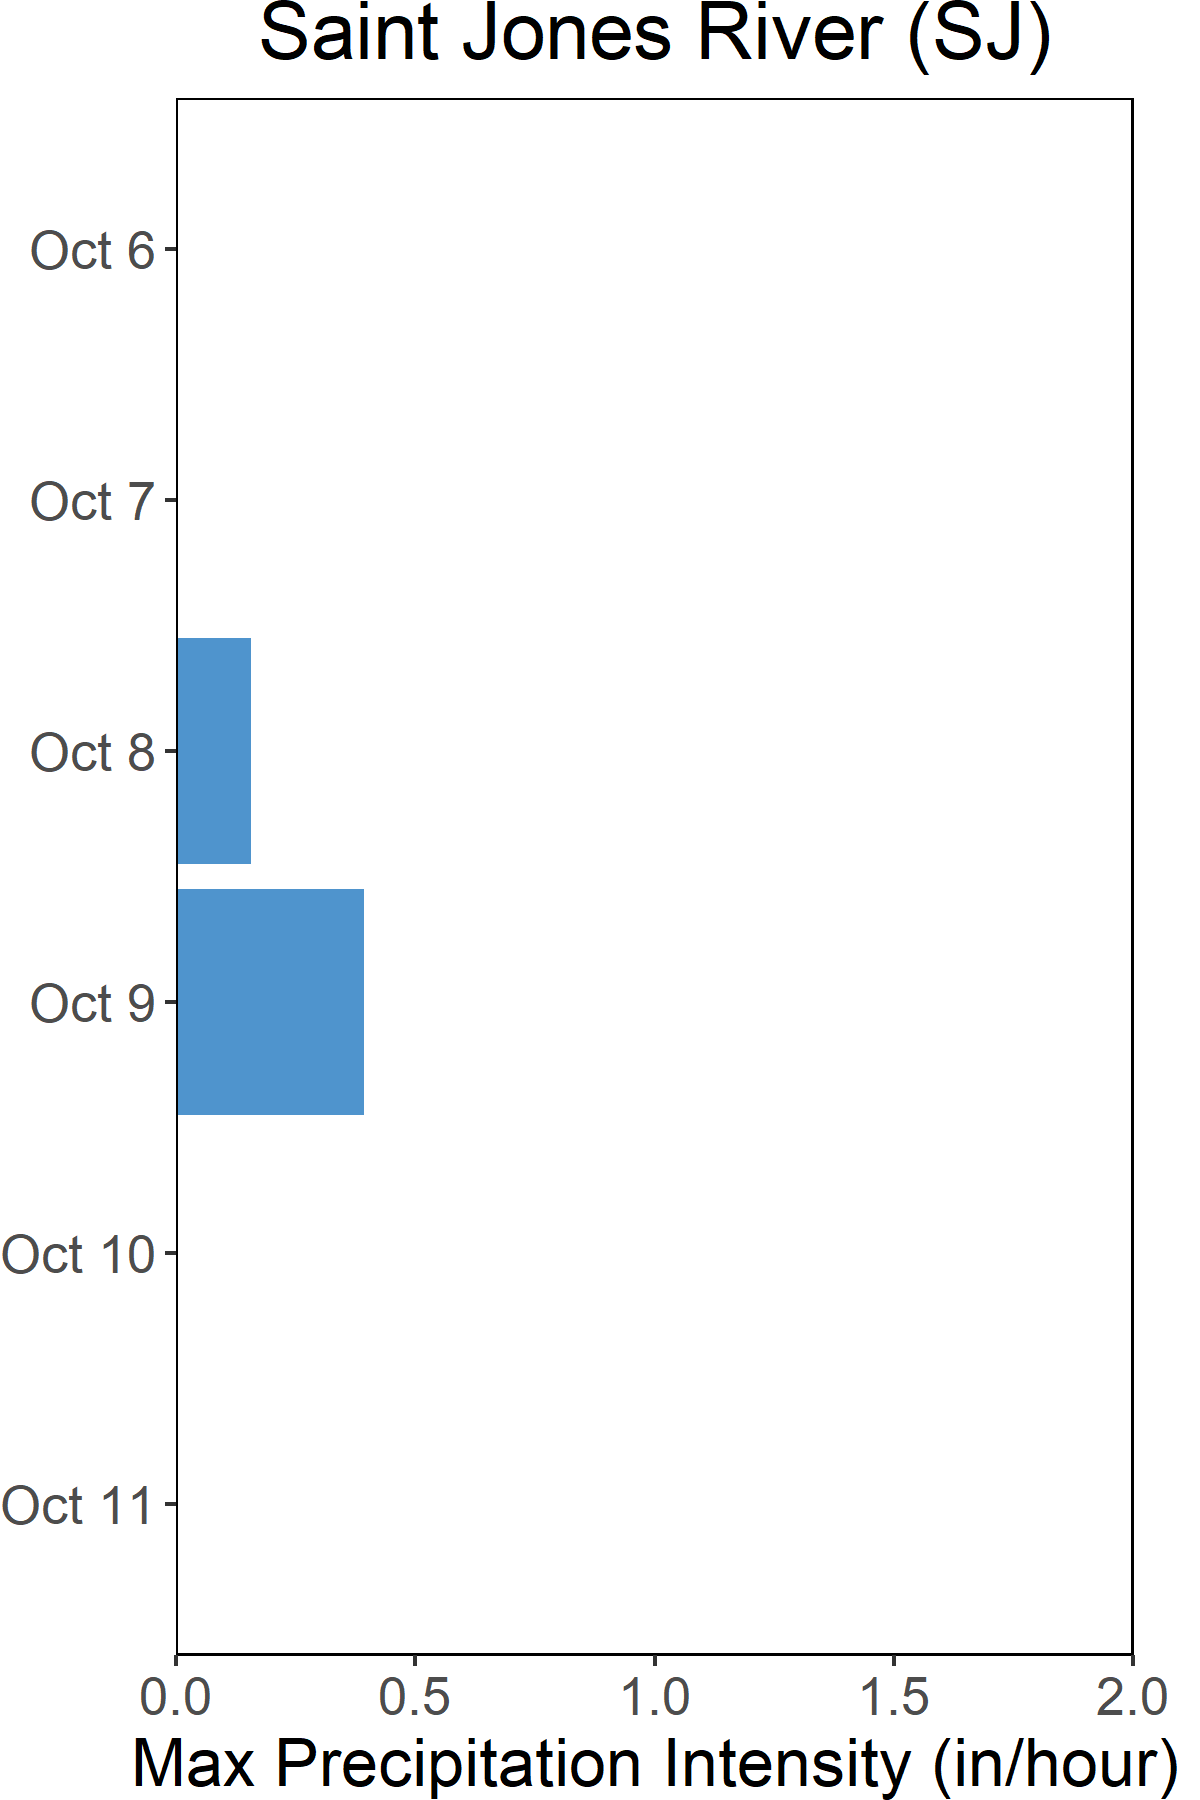 Saint Jones River (SJ)
Oct 6
Oct 7
Oct 8
Oct 9
Oct 10
Oct 11
0.0 0.5 1.0 1.5 2.0
Max Precipitation Intensity (in/hour)